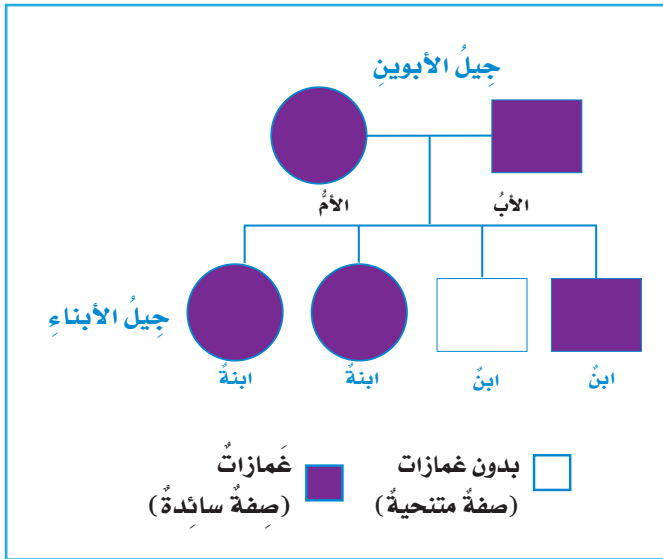 جِيلُ الأبوينِ
الأبُ
الأمُّ
جِيلُ الأبناءِ
ابنٌ
ابنٌ
ابنةٌ
ابنةٌ
بدون غمازات
(صفةٌ متنحيةٌ)
غَمازاتٌ
(صِفةٌ سائِدةٌ)